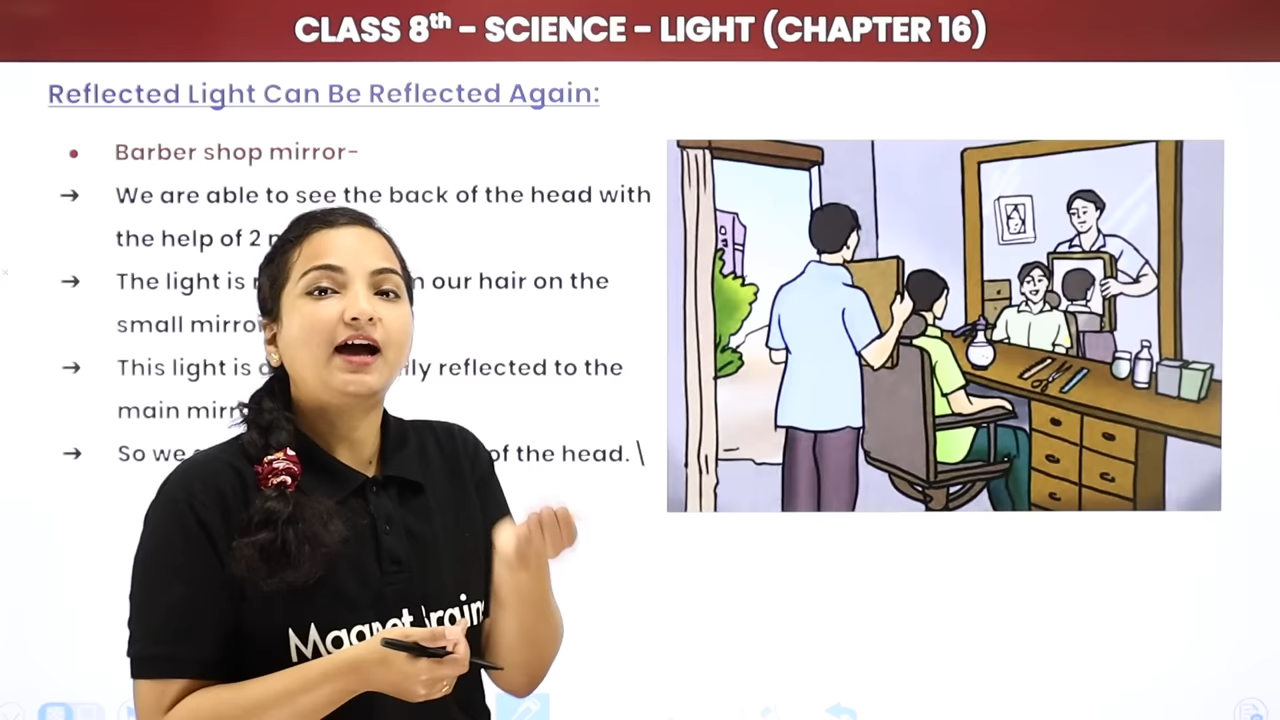 CLASS 8th - SCIENCE - LIGHT (CHAPTER 16)
Reflected Light Can Be Reflected Again:
• Barber shop mirror-
→ We are able to see the back of the head with
the help of 2
→ The light is our hair on the
small mirror
→ This light is reflected to the
main
→ So we of the head. \
Magnet Brains